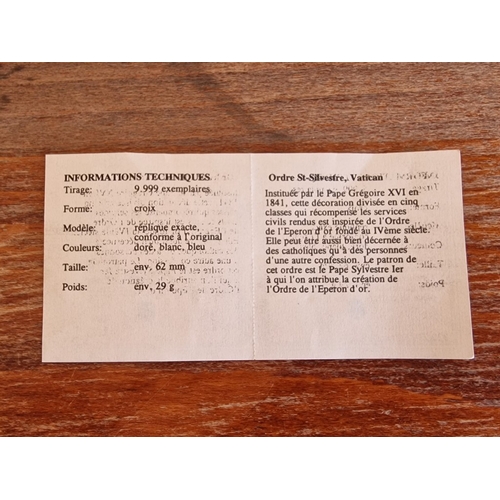 INFORMATIONS TECHNIQUES
Tirage: 9.999 exemplaires
Forme: croix
Modèle: réplique exacte,
conforme à l'original
Couleurs: doré, blanc, bleu
Taille: env, 62 mm
Poids: env, 29 g
Ordre St-Silvestre, Vatican
Instituée par le Pape Grégoire XVI en
1841, cette décoration divisée en cinq
classes qui récompense les services
civils rendus est inspirée de l'Ordre
de l'Eperon d'or fondé au IVème siècle.
Elle peut être aussi bien décernée à
des catholiques qu'à des personnes
d'une autre confession. Le patron de
cet ordre est le Pape Sylvestre Ier
à qui l'on attribue la création de
l'Ordre de l'Eperon d'or.